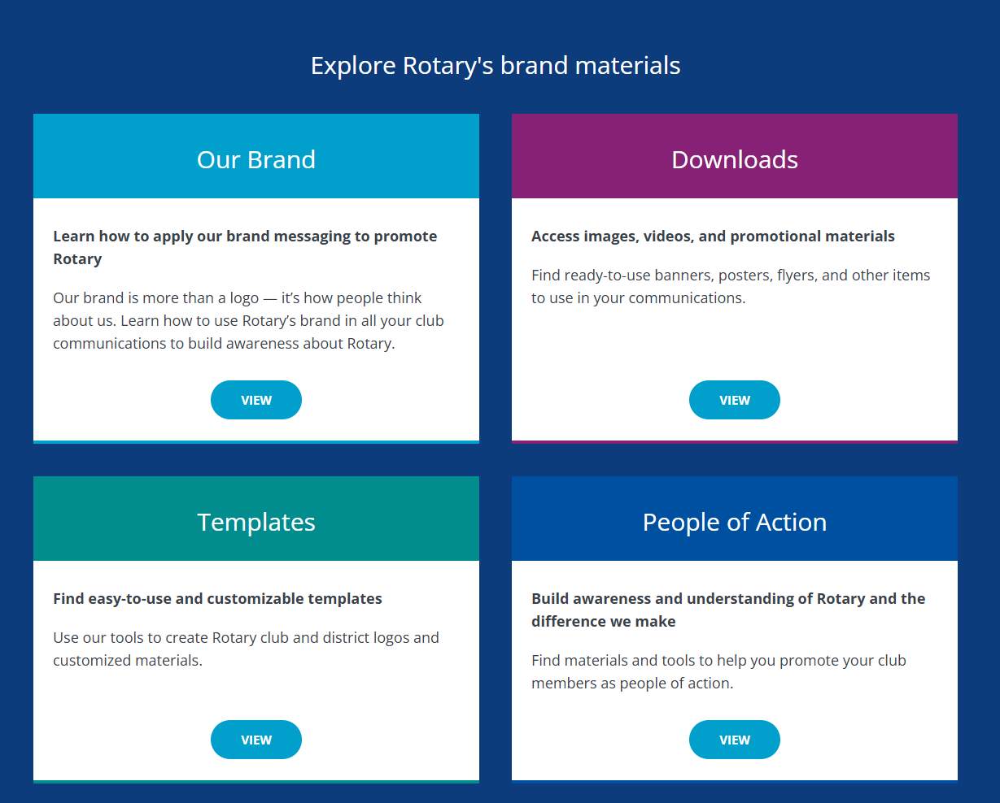 Explore Rotary's brand materials
Our Brand
Learn how to apply our brand messaging to promote
Rotary
Our brand is more than a logo — it’s how people think
about us. Learn how to use Rotary’s brand in all your club
communications to build awareness about Rotary.
VIEW
Downloads
Access images, videos, and promotional materials
Find ready-to-use banners, posters, flyers, and other items
to use in your communications.
VIEW
Templates
Find easy-to-use and customizable templates
Use our tools to create Rotary club and district logos and
customized materials.
VIEW
People of Action
Build awareness and understanding of Rotary and the
difference we make
Find materials and tools to help you promote your club
members as people of action.
VIEW